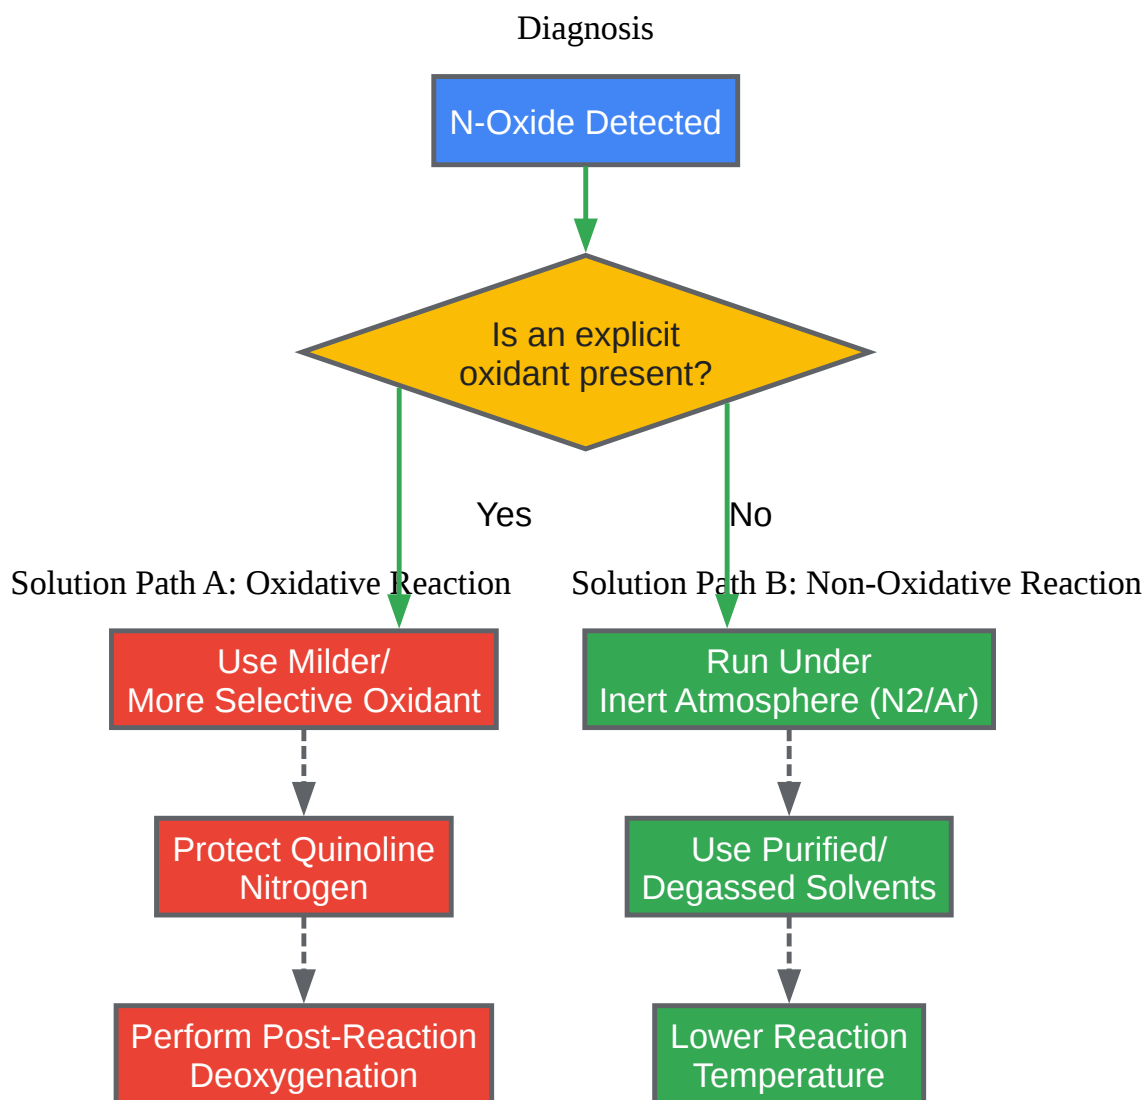 Diagnosis
N-Oxide Detected
Is an explicit
oxidant present?
Yes
No
Solution Path A: Oxidative Reaction
Solution Path B: Non-Oxidative Reaction
Use Milder/
More Selective Oxidant
Run Under
Inert Atmosphere (N2/Ar)
Protect Quinoline
Nitrogen
Use Purified/
Degassed Solvents
Perform Post-Reaction
Deoxygenation
Lower Reaction
Temperature